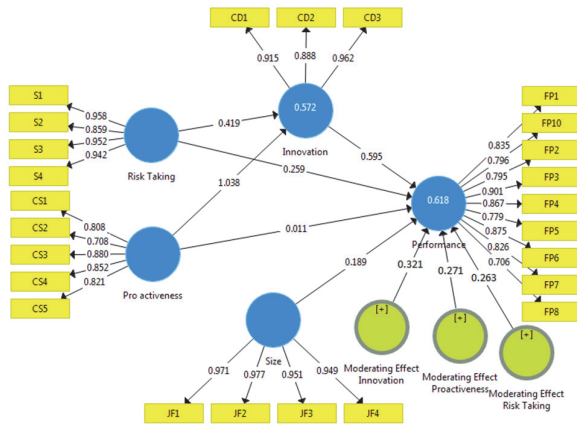 CD1
CD2
CD3
0.915
0.888
0.962
S1
S2
S3
S4
0.958
0.859
0.952
0.942
Risk Taking
0.419
0.572
Innovation
0.259
0.595
1.038
CS1
CS2
CS3
CS4
CS5
0.808
0.708
0.880
0.852
0.821
Pro activeness
0.011
0.618
Performance
0.835
0.796
0.795
0.901
0.867
0.779
0.875
0.826
0.706
FP1
FP10
FP2
FP3
FP4
FP5
FP6
FP7
FP8
0.189
0.321
0.271
0.263
Size
[+]
Moderating Effect
Innovation
[+]
Moderating Effect
Proactiveness
[+]
Moderating Effect
Risk Taking
0.971
0.977
0.951
0.949
JF1
JF2
JF3
JF4